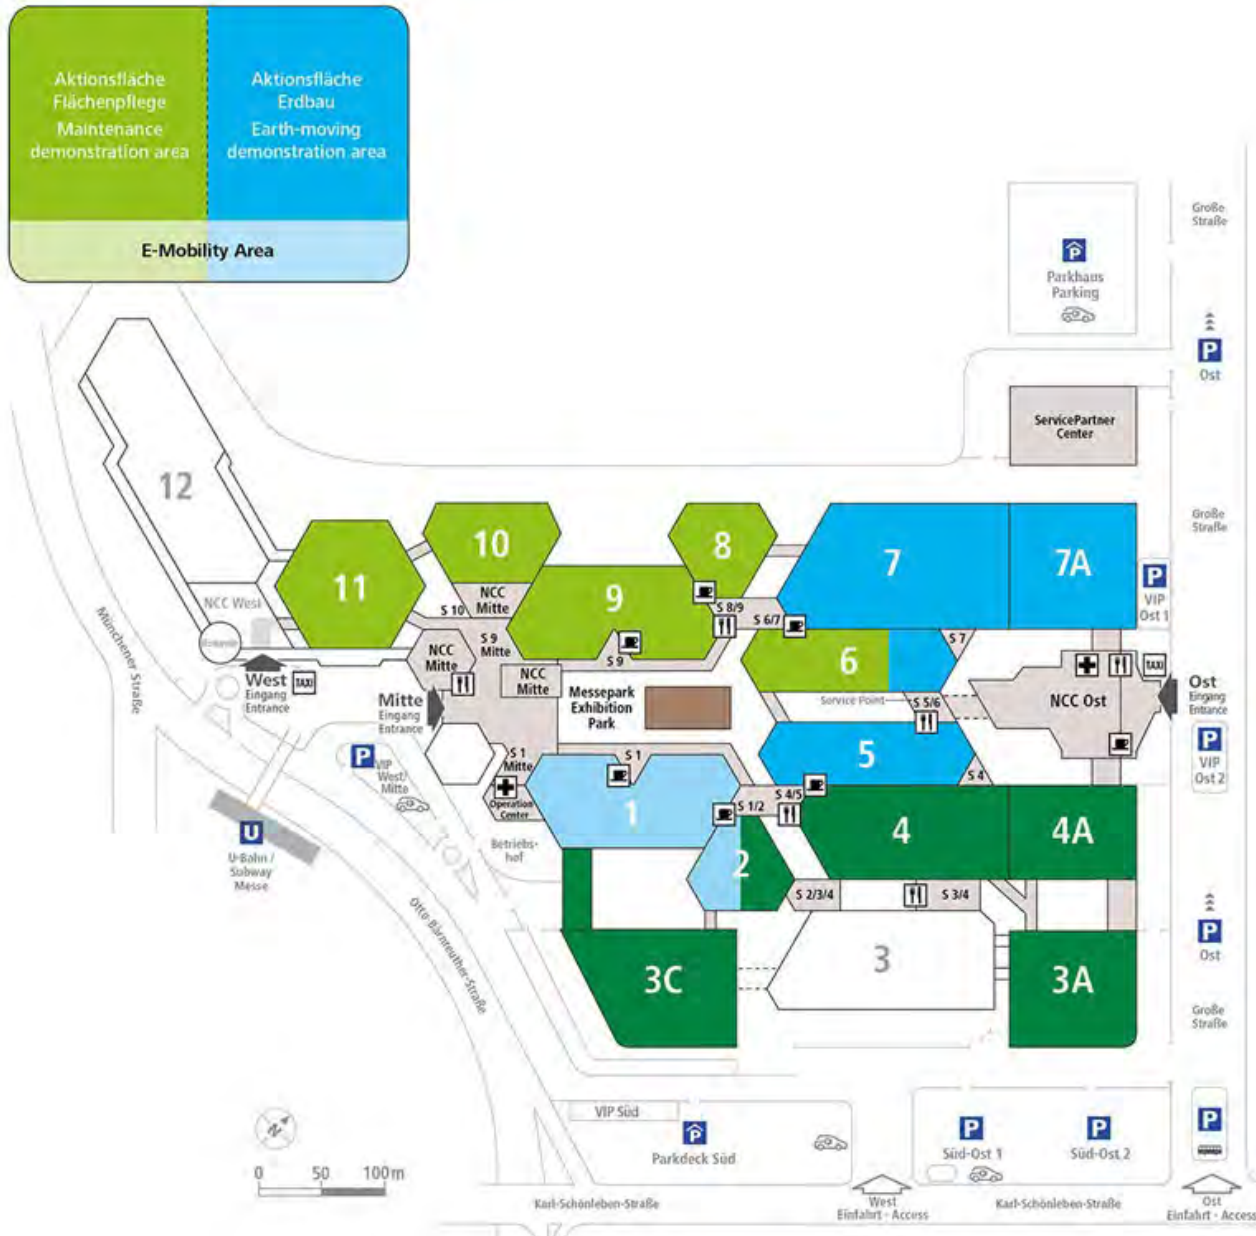 Aktionsfläche
Flächenpflege
Maintenance
demonstration area
Aktionsfläche
Erdbau
Earth-moving
demonstration area
E-Mobility Area
Große
Straße
P
Parkhaus
Parking
P
Ost
ServicePartner
Center
12
Große
Straße
10
8
7
7A
11
NCC
Mitte
9
P
VIP
Ost 1
NCC West
S 10
S 8/9
S 6/7
S 9
Mitte
S 7
NCC
Mitte
S 9
6
TAXI
West
Eingang
Entrance
TAXI
NCC
Mitte
Messepark
Exhibition
Park
Service Point
S 5/6
NCC Ost
Ost
Eingang
Entrance
Mitte
Eingang
Entrance
Münchener Straße
P
VIP
West/
Mitte
S 1
Mitte
S 1
5
S 4
P
VIP
Ost 2
Operation
Center
1
S 1/2
S 4/5
4
4A
U
U-Bahn /
Subway
Messe
Betriebs-
hof
2
S 2/3/4
S 3/4
Otto-Bärnreuther-Straße
3C
3
3A
P
Ost
Große
Straße
N
0 50 100 m
VIP Süd
P
Parkdeck Süd
P
Süd-Ost 1
P
Süd-Ost 2
P
Karl-Schönleben-Straße
West
Einfahrt - Access
Karl-Schönleben-Straße
Ost
Einfahrt - Access